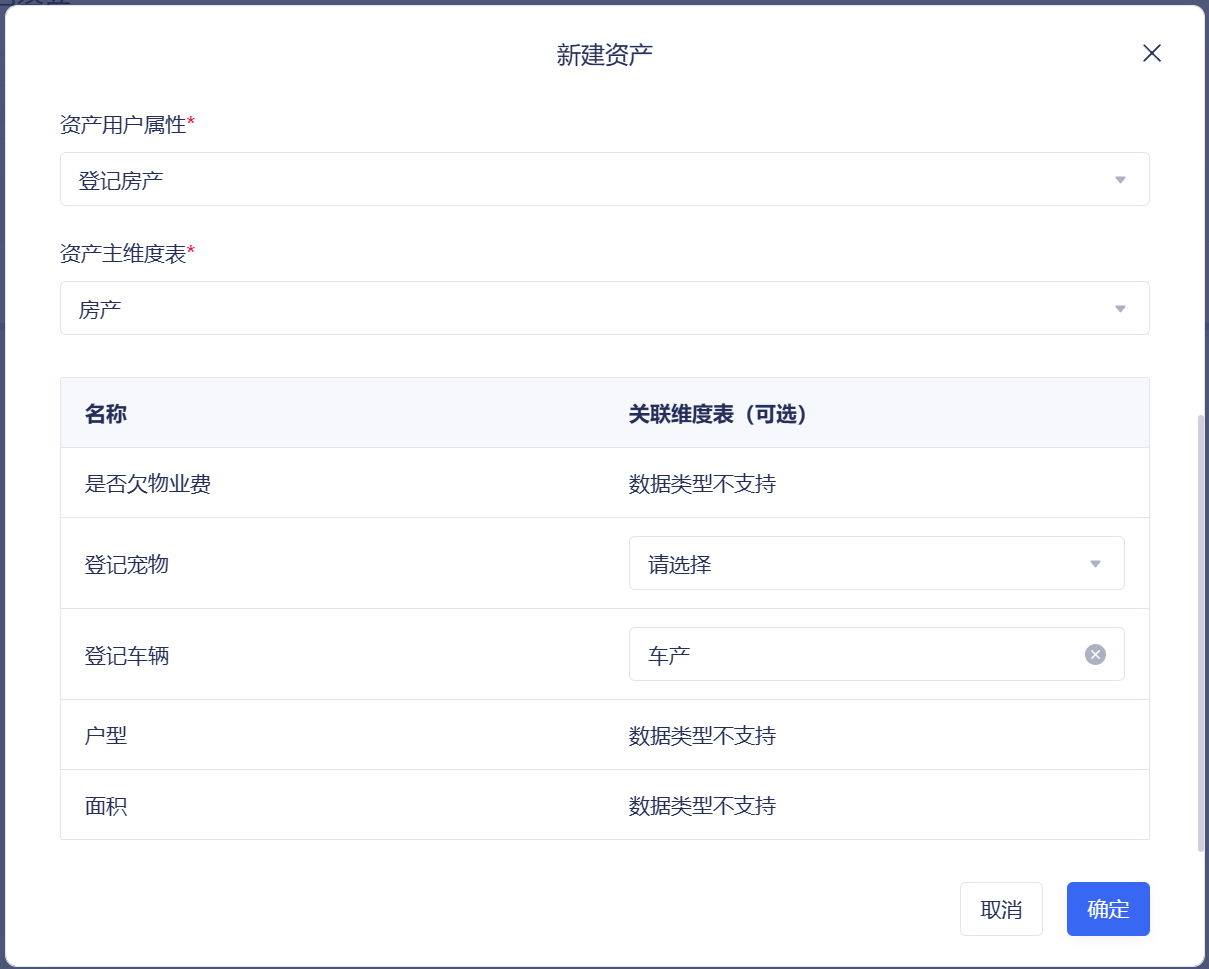 新建资产
资产用户属性*
登记房产
资产主维度表*
房产
名称 关联维度表（可选）
是否欠物业费 数据类型不支持
登记宠物 请选择
登记车辆 车产
户型 数据类型不支持
面积 数据类型不支持
取消 确定